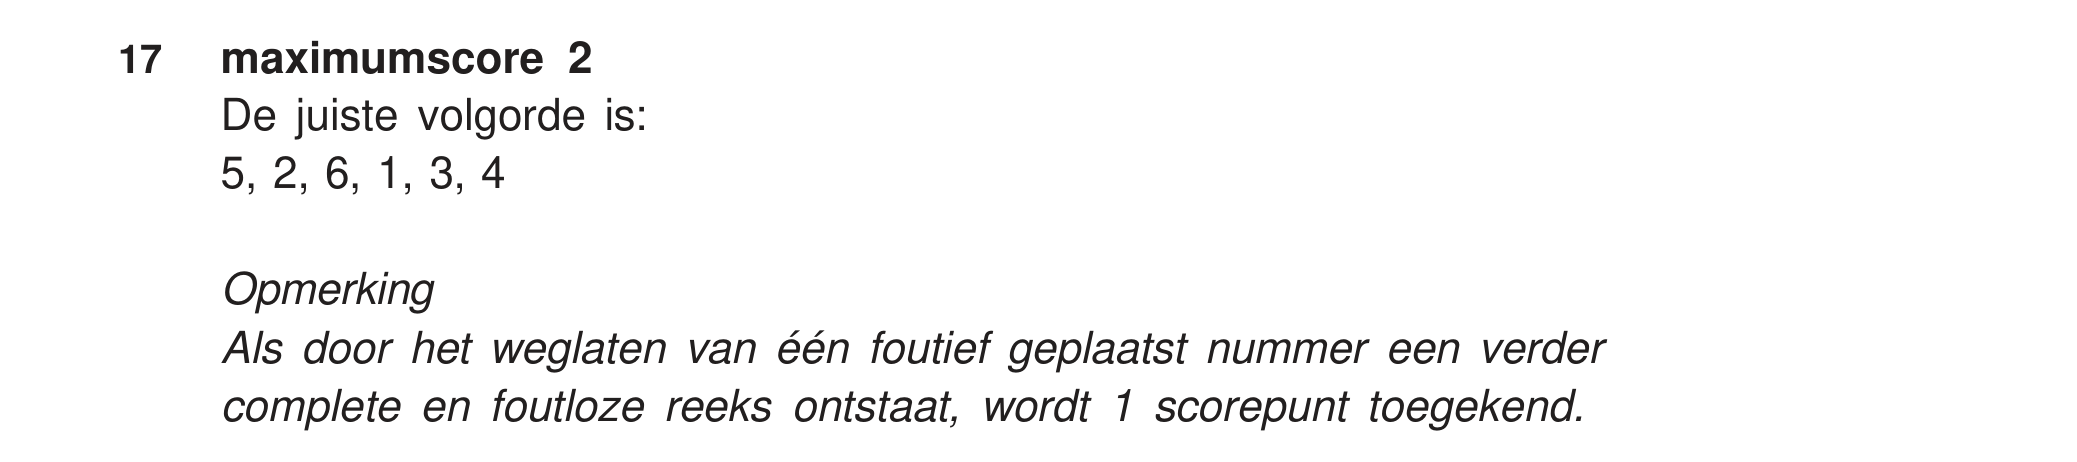 17 maximumscore 2
De juiste volgorde is:
5, 2, 6, 1, 3, 4
Opmerking
Als door het weglaten van één foutief geplaatst nummer een verder
complete en foutloze reeks ontstaat, wordt 1 scorepunt toegekend.